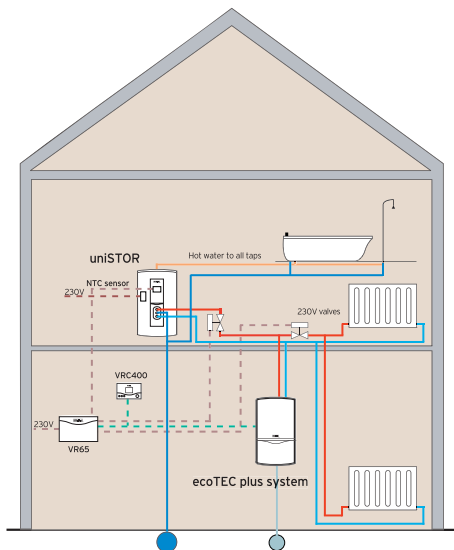 uniSTOR
Hot water to all taps
NTC sensor
230V
230V valves
VRC400
230V
VR65
ecoTEC plus system